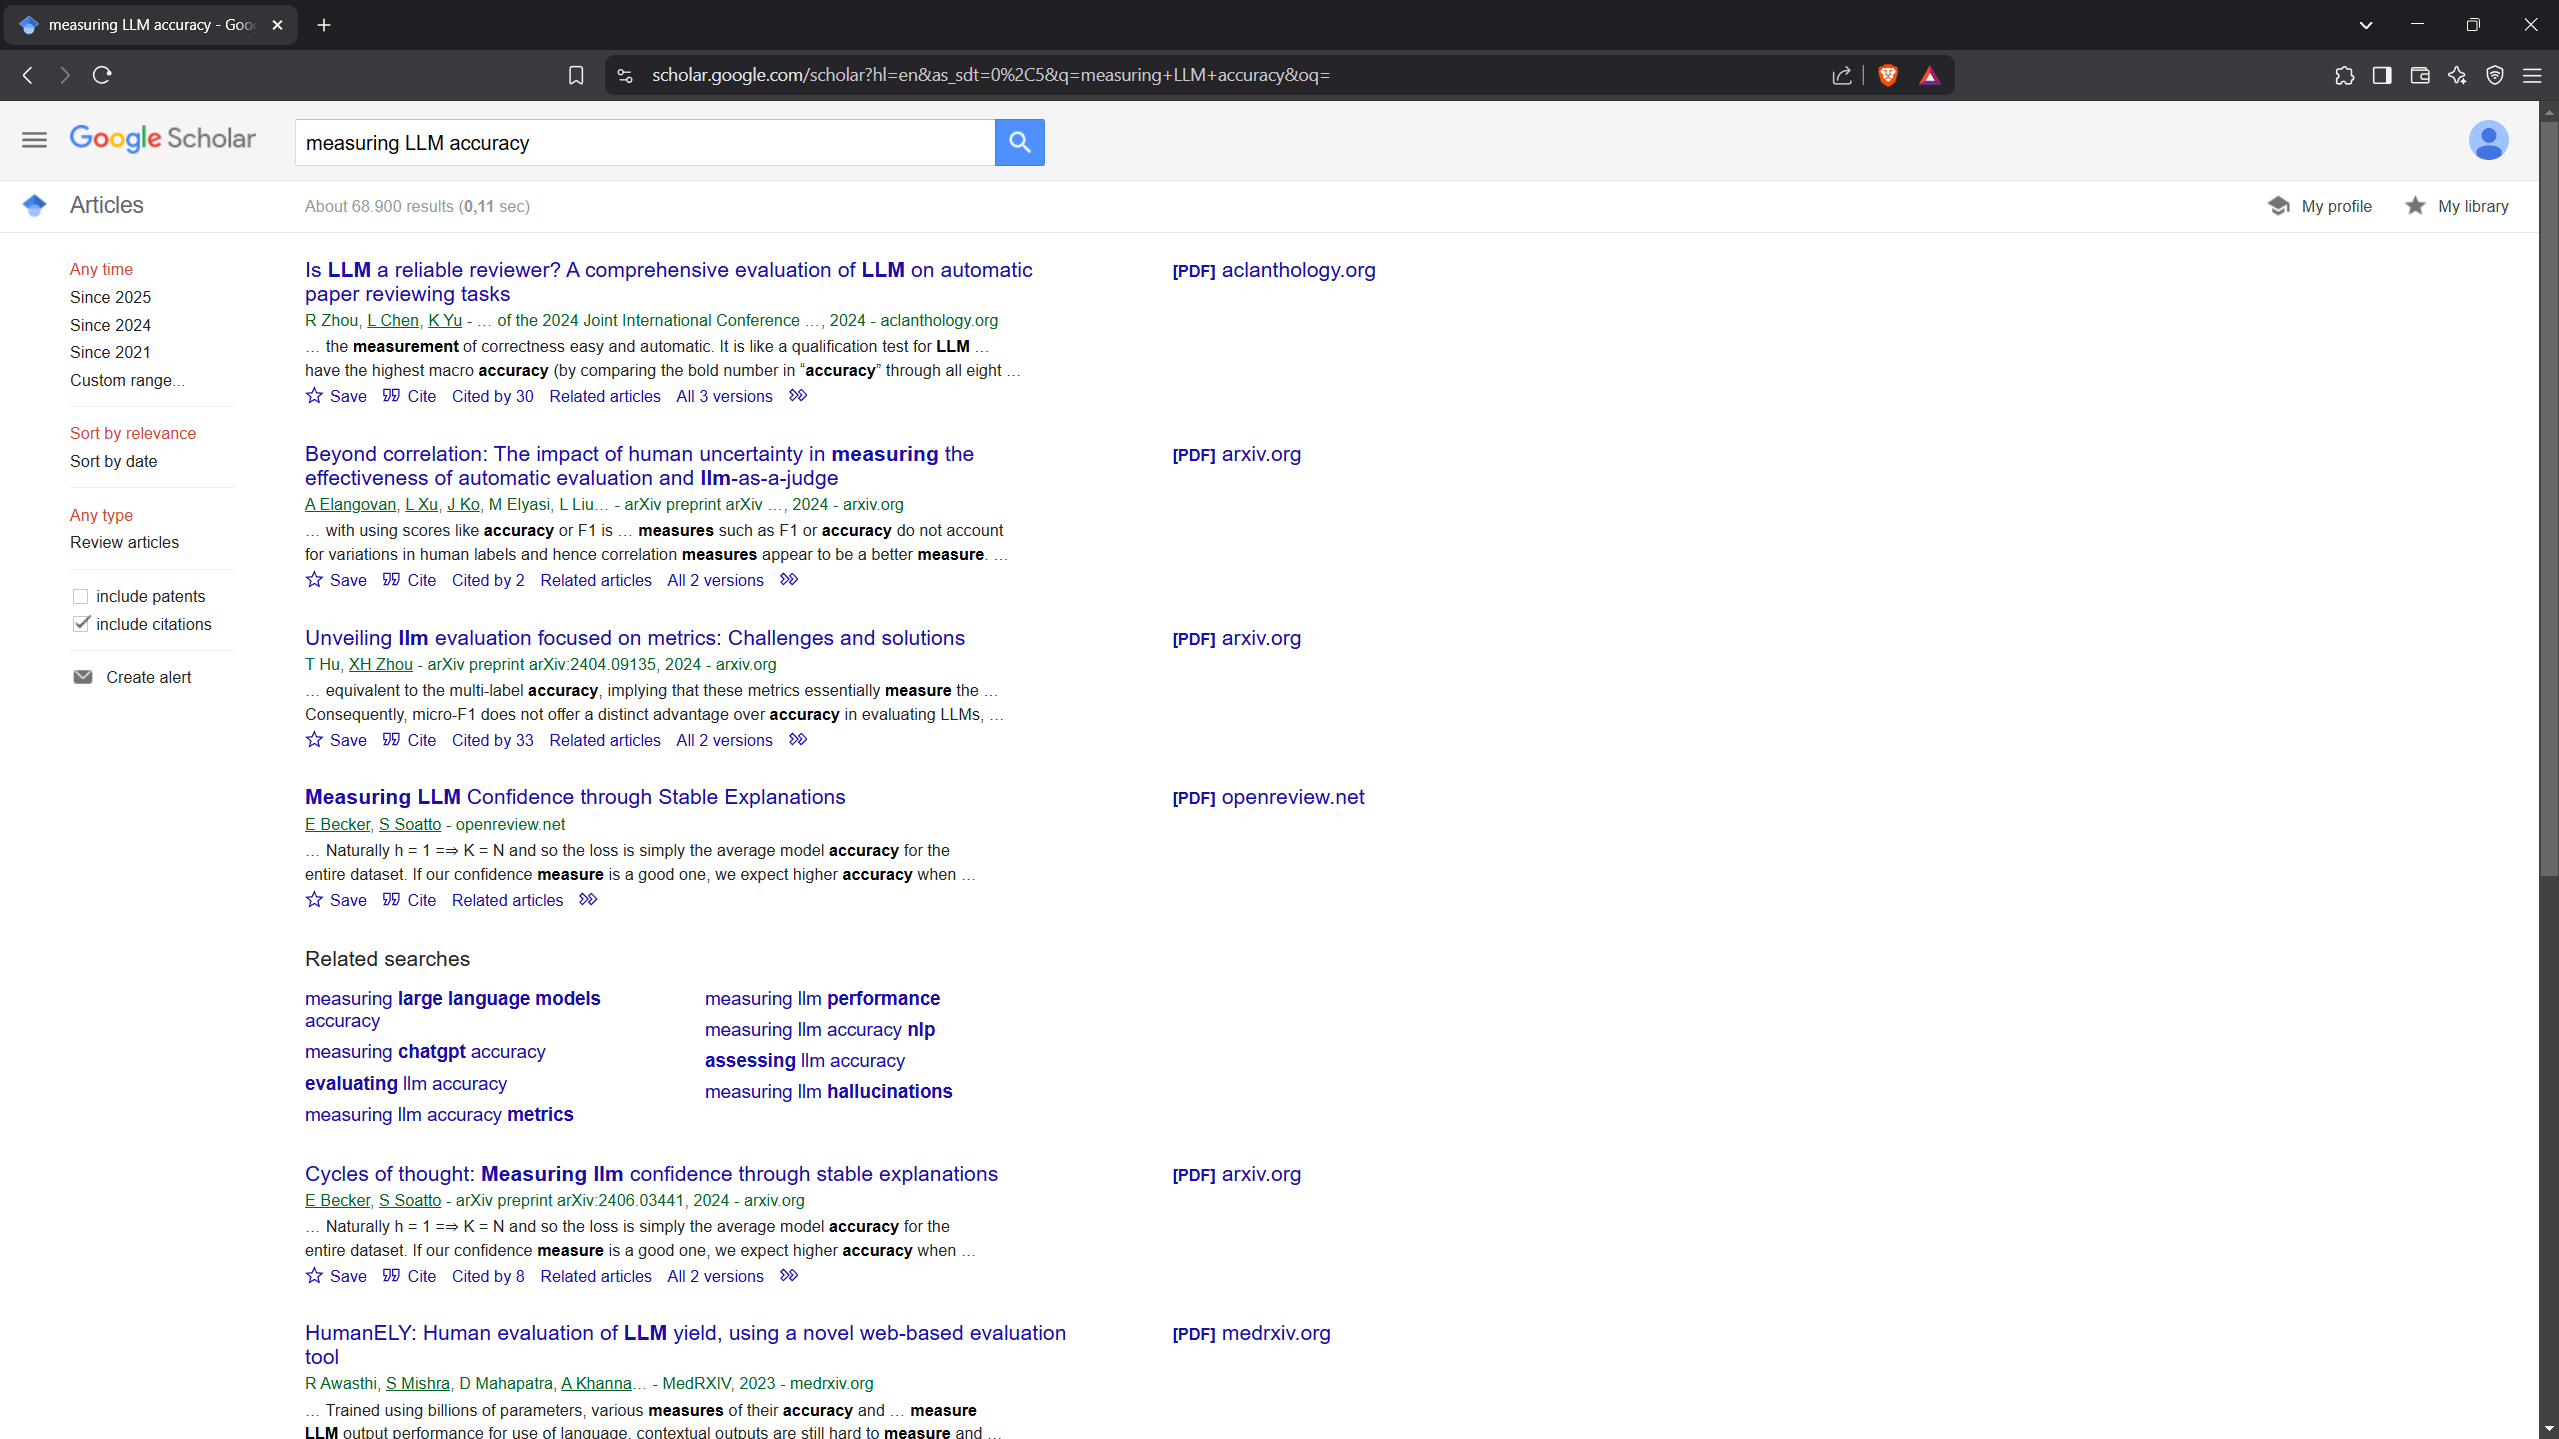 measuring LLM accuracy - Goo
scholar.google.com/scholar?hl=en&as_sdt=0%2C5&q=measuring+LLM+accuracy&oq=
Google Scholar
measuring LLM accuracy
Articles
About 68.900 results (0,11 sec)
My profile
My library
Any time
Since 2025
Since 2024
Since 2021
Custom range...
Sort by relevance
Sort by date
Any type
Review articles
include patents
include citations
Create alert
Is LLM a reliable reviewer? A comprehensive evaluation of LLM on automatic
paper reviewing tasks
[PDF] aclanthology.org
R Zhou, L Chen, K Yu - … of the 2024 Joint International Conference …, 2024 - aclanthology.org
… the measurement of correctness easy and automatic. It is like a qualification test for LLM …
have the highest macro accuracy (by comparing the bold number in “accuracy” through all eight …
Save Cite Cited by 30 Related articles All 3 versions
Beyond correlation: The impact of human uncertainty in measuring the
effectiveness of automatic evaluation and llm-as-a-judge
[PDF] arxiv.org
A Elangovan, L Xu, J Ko, M Elyasi, L Liu… - arXiv preprint arXiv …, 2024 - arxiv.org
… with using scores like accuracy or F1 is … measures such as F1 or accuracy do not account
for variations in human labels and hence correlation measures appear to be a better measure. …
Save Cite Cited by 2 Related articles All 2 versions
Unveiling llm evaluation focused on metrics: Challenges and solutions
[PDF] arxiv.org
T Hu, XH Zhou - arXiv preprint arXiv:2404.09135, 2024 - arxiv.org
… equivalent to the multi-label accuracy, implying that these metrics essentially measure the …
Consequently, micro-F1 does not offer a distinct advantage over accuracy in evaluating LLMs, …
Save Cite Cited by 33 Related articles All 2 versions
Measuring LLM Confidence through Stable Explanations
[PDF] openreview.net
E Becker, S Soatto - openreview.net
… Naturally h = 1 =⇒ K = N and so the loss is simply the average model accuracy for the
entire dataset. If our confidence measure is a good one, we expect higher accuracy when …
Save Cite Related articles
Related searches
measuring large language models
accuracy
measuring chatgpt accuracy
evaluating llm accuracy
measuring llm accuracy metrics
measuring llm performance
measuring llm accuracy nlp
assessing llm accuracy
measuring llm hallucinations
Cycles of thought: Measuring llm confidence through stable explanations
[PDF] arxiv.org
E Becker, S Soatto - arXiv preprint arXiv:2406.03441, 2024 - arxiv.org
… Naturally h = 1 =⇒ K = N and so the loss is simply the average model accuracy for the
entire dataset. If our confidence measure is a good one, we expect higher accuracy when …
Save Cite Cited by 8 Related articles All 2 versions
HumanELY: Human evaluation of LLM yield, using a novel web-based evaluation
tool
[PDF] medrxiv.org
R Awasthi, S Mishra, D Mahapatra, A Khanna… - MedRXIV, 2023 - medrxiv.org
… Trained using billions of parameters, various measures of their accuracy and … measure
LLM output performance for use of language, contextual outputs are still hard to measure and …